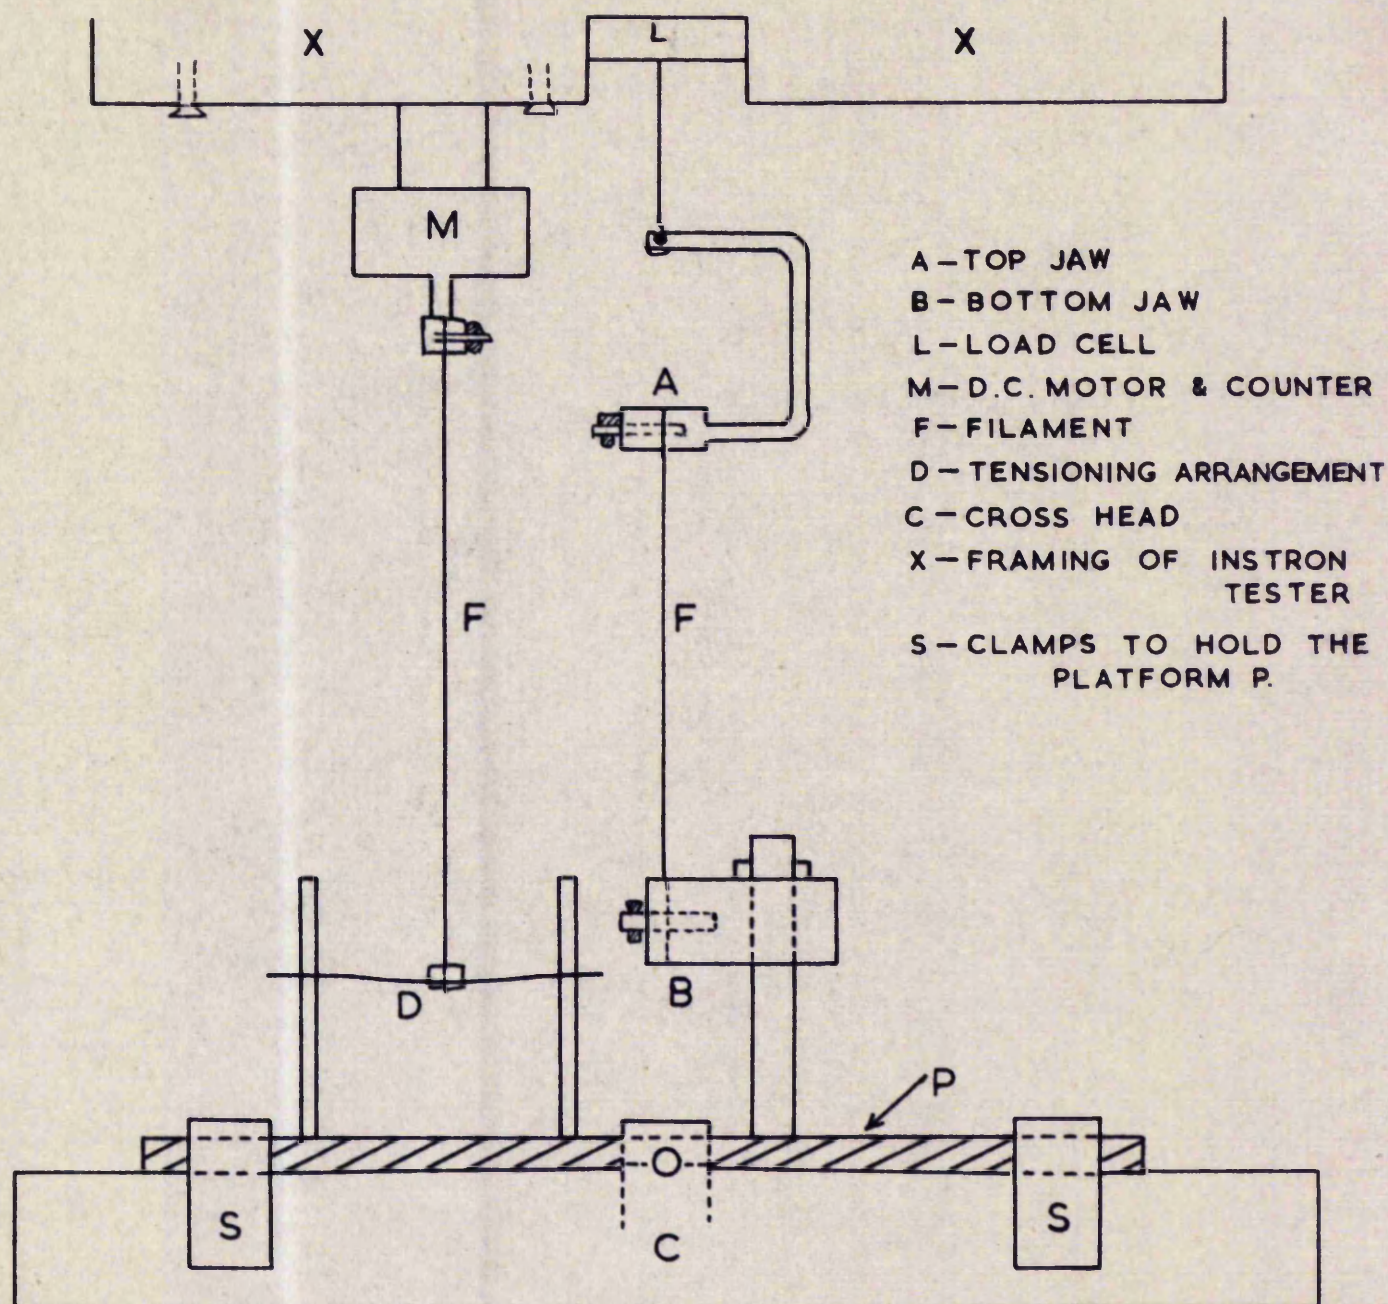 X
L
X
M
A – TOP JAW
B – BOTTOM JAW
L – LOAD CELL
A
M – D.C. MOTOR & COUNTER
F – FILAMENT
D – TENSIONING ARRANGEMENT
C – CROSS HEAD
X – FRAMING OF INSTRON
TESTER
F
F
S – CLAMPS TO HOLD THE
PLATFORM P.
D
B
P
S
C
S